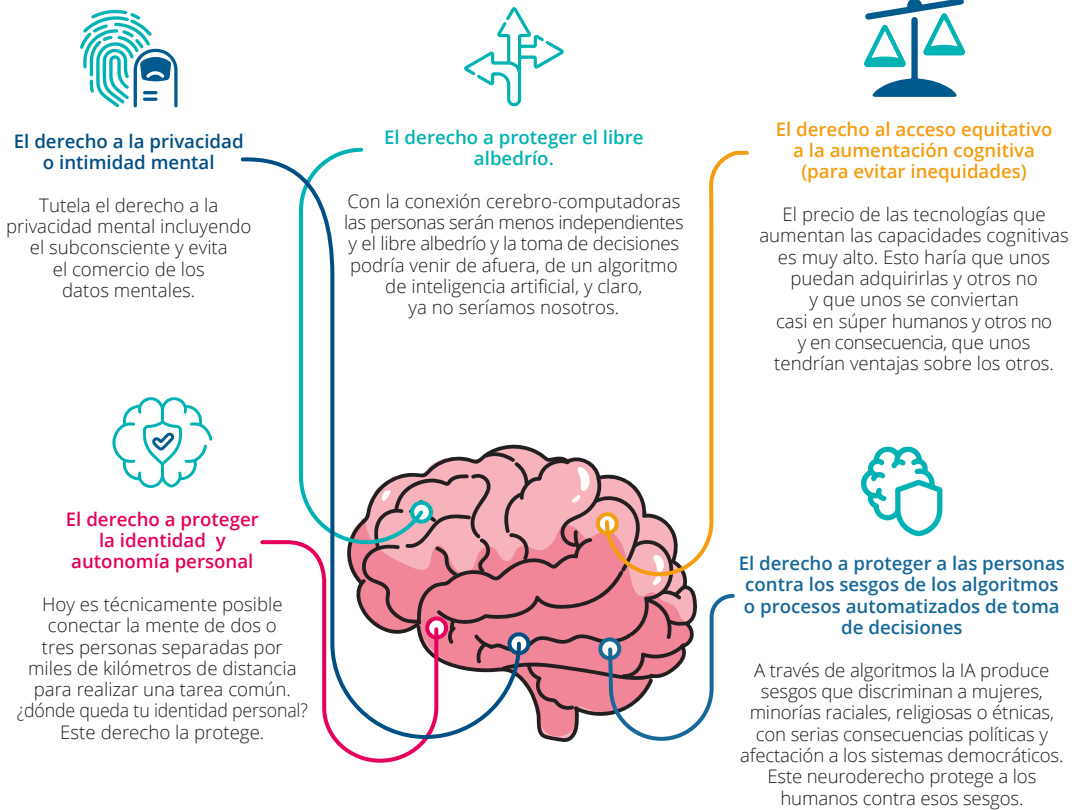 El derecho a la privacidad
o intimidad mental
Tutela el derecho a la
privacidad mental incluyendo
el subconsciente y evita
el comercio de los
datos mentales.
El derecho a proteger el libre
albedrío.
Con la conexión cerebro-computadoras
las personas serán menos independientes
y el libre albedrío y la toma de decisiones
podría venir de afuera, de un algoritmo
de inteligencia artificial, y claro,
ya no seríamos nosotros.
El derecho al acceso equitativo
a la aumentación cognitiva
(para evitar inequidades)
El precio de las tecnologías que
aumentan las capacidades cognitivas
es muy alto. Esto haría que unos
puedan adquirirlas y otros no
y que unos se conviertan
casi en súper humanos y otros no
y en consecuencia, que unos
tendrían ventajas sobre los otros.
El derecho a proteger
la identidad y
autonomía personal
Hoy es técnicamente posible
conectar la mente de dos o
tres personas separadas por
miles de kilómetros de distancia
para realizar una tarea común.
¿dónde queda tu identidad personal?
Este derecho la protege.
El derecho a proteger a las personas
contra los sesgos de los algoritmos
o procesos automatizados de toma
de decisiones
A través de algoritmos la IA produce
sesgos que discriminan a mujeres,
minorías raciales, religiosas o étnicas,
con serias consecuencias políticas y
afectación a los sistemas democráticos.
Este neuroderecho protege a los
humanos contra esos sesgos.